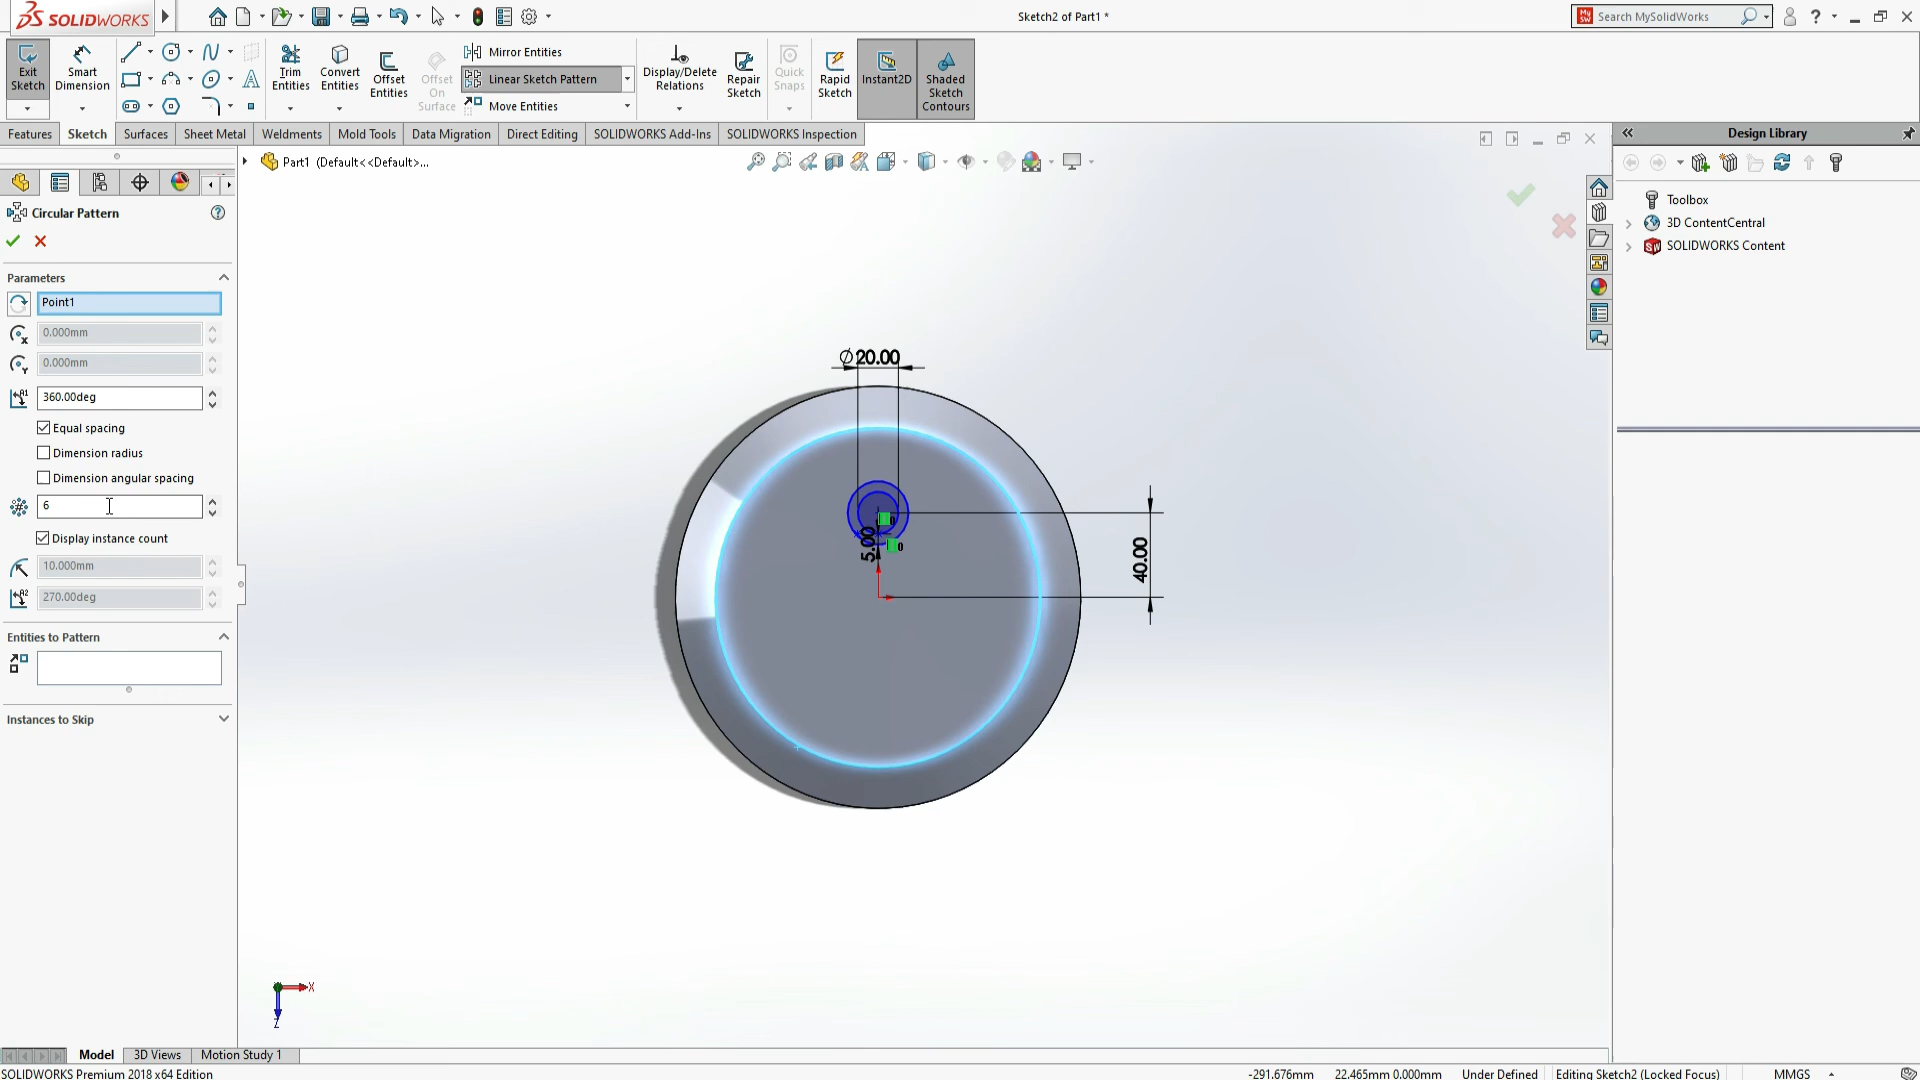 SOLIDWORKS
Sketch2 of Part1 *
Search MySolidWorks
Exit Sketch
Smart Dimension
Trim Entities
Convert Entities
Offset Entities
Offset On Surface
Mirror Entities
Linear Sketch Pattern
Move Entities
Display/Delete Relations
Repair Sketch
Quick Snaps
Rapid Sketch
Instant2D
Shaded Sketch Contours
Features
Sketch
Surfaces
Sheet Metal
Weldments
Mold Tools
Data Migration
Direct Editing
SOLIDWORKS Add-Ins
SOLIDWORKS Inspection
Design Library
Part1 (Default<<Default>...
Toolbox
3D ContentCentral
SOLIDWORKS Content
Circular Pattern
Parameters
Point1
0.000mm
0.000mm
360.00deg
Equal spacing
Dimension radius
Dimension angular spacing
6
Display instance count
10.000mm
270.00deg
Entities to Pattern
Instances to Skip
∅20.00
5.00
40.00
0
0
X
Z
Model
3D Views
Motion Study 1
SOLIDWORKS Premium 2018 x64 Edition
-291.676mm
22.465mm 0.000mm
Under Defined
Editing Sketch2 (Locked Focus)
MMGS